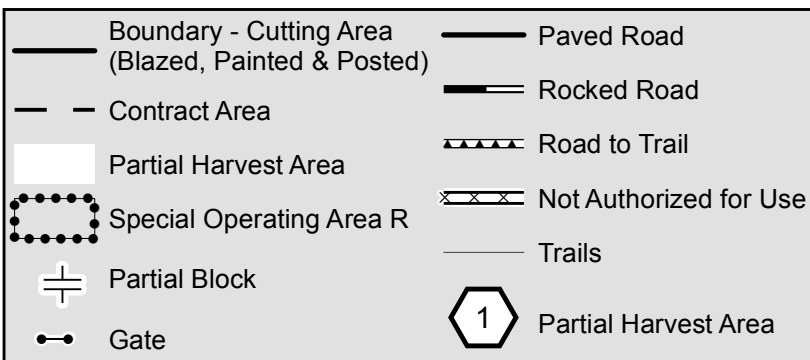 Boundary - Cutting Area
(Blazed, Painted & Posted)
Contract Area
Partial Harvest Area
Special Operating Area R
Partial Block
Gate
Paved Road
Rocked Road
Road to Trail
Not Authorized for Use
Trails
1
Partial Harvest Area